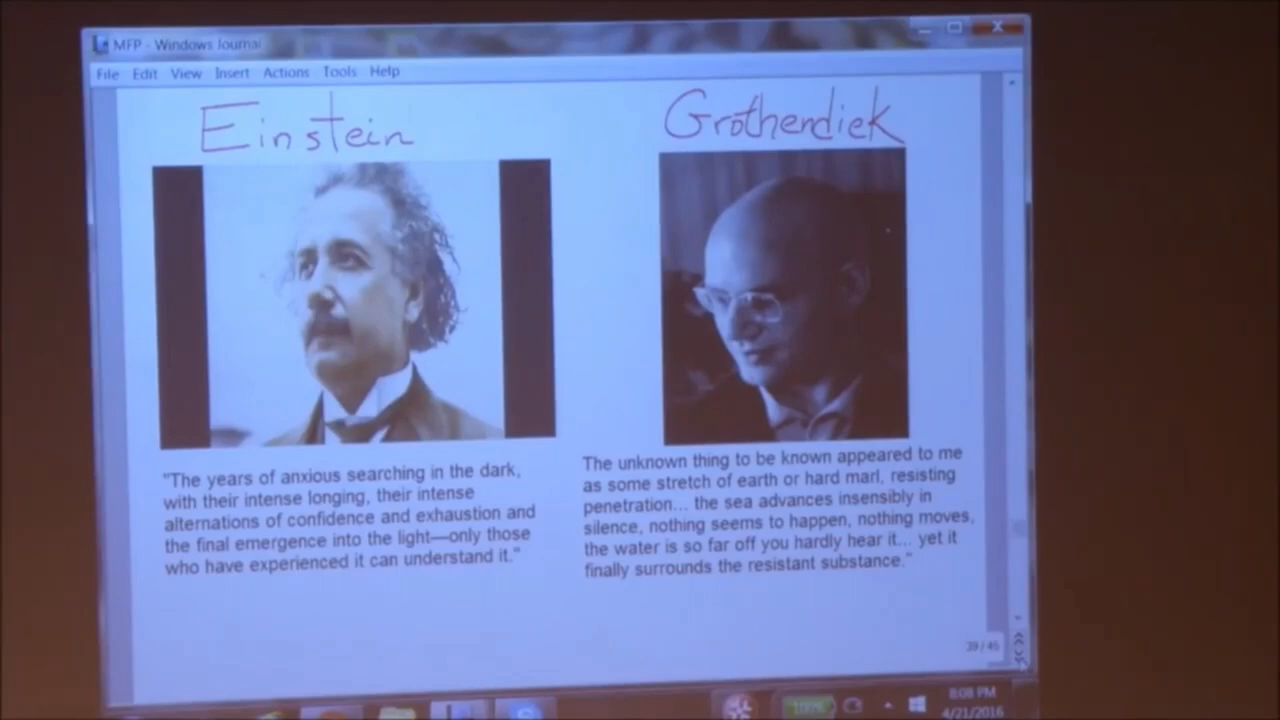 MFP - Windows Journal
File Edit View Insert Actions Tools Help
Einstein
Grothendiek
"The years of anxious searching in the dark,
with their intense longing, their intense
alternations of confidence and exhaustion and
the final emergence into the light—only those
who have experienced it can understand it."
The unknown thing to be known appeared to me
as some stretch of earth or hard marl, resisting
penetration... the sea advances insensibly in
silence, nothing seems to happen, nothing moves,
the water is so far off you hardly hear it... yet it
finally surrounds the resistant substance."
39 / 45
100%
8:08 PM
4/21/2016